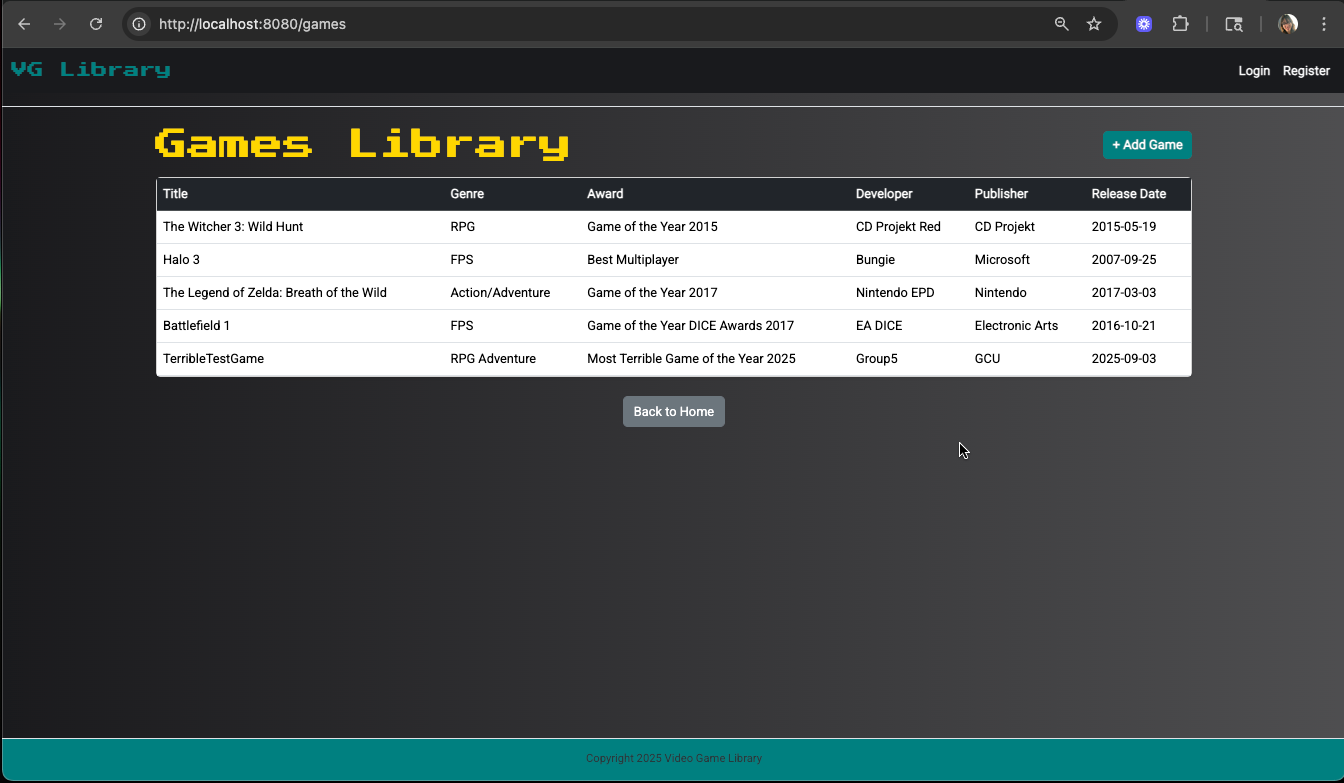 http://localhost:8080/games
VG Library
Login Register
Games Library
+ Add Game
Title Genre Award Developer Publisher Release Date
The Witcher 3: Wild Hunt RPG Game of the Year 2015 CD Projekt Red CD Projekt 2015-05-19
Halo 3 FPS Best Multiplayer Bungie Microsoft 2007-09-25
The Legend of Zelda: Breath of the Wild Action/Adventure Game of the Year 2017 Nintendo EPD Nintendo 2017-03-03
Battlefield 1 FPS Game of the Year DICE Awards 2017 EA DICE Electronic Arts 2016-10-21
TerribleTestGame RPG Adventure Most Terrible Game of the Year 2025 Group5 GCU 2025-09-03
Back to Home
Copyright 2025 Video Game Library